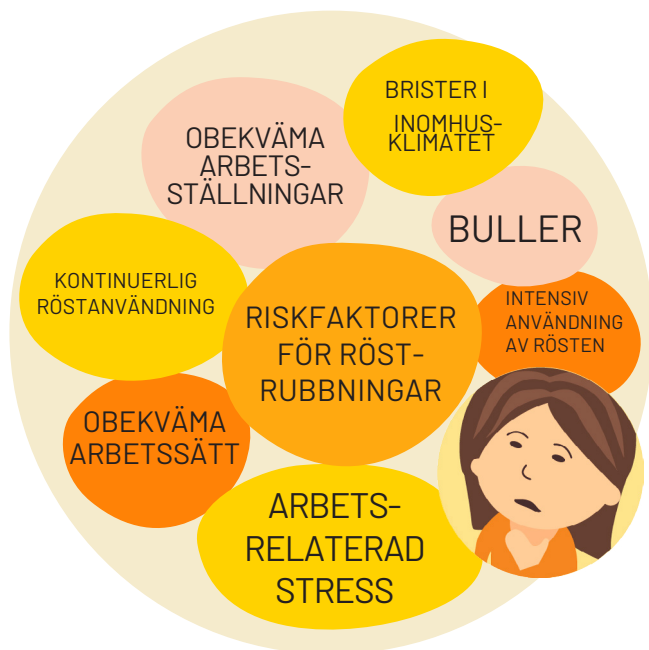 BRISTER I
INOMHUS-
KLIMATET
OBEKVÄMA
ARBETS-
STÄLLNINGAR
BULLER
KONTINUERLIG
RÖSTANVÄNDNING
RISKFAKTORER
FÖR RÖST-
RUBBNINGAR
INTENSIV
ANVÄNDNING
AV RÖSTEN
OBEKVÄMA
ARBETSSÄTT
ARBETS-
RELATERAD
STRESS